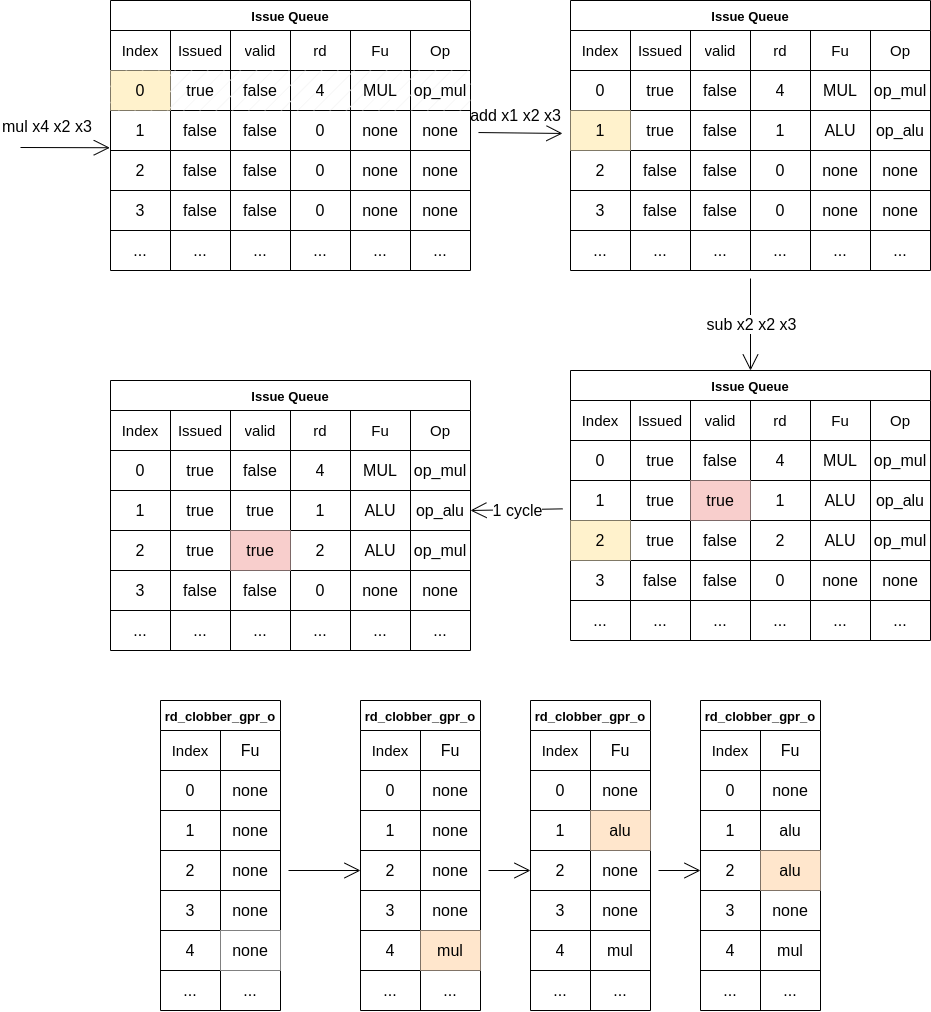 Issue Queue
Index Issued valid rd Fu Op
0 true false 4 MUL op_mul
1 false false 0 none none
2 false false 0 none none
3 false false 0 none none
... ... ... ... ... ...
mul x4 x2 x3
add x1 x2 x3
Issue Queue
Index Issued valid rd Fu Op
0 true false 4 MUL op_mul
1 true false 1 ALU op_alu
2 false false 0 none none
3 false false 0 none none
... ... ... ... ... ...
sub x2 x2 x3
Issue Queue
Index Issued valid rd Fu Op
0 true false 4 MUL op_mul
1 true true 1 ALU op_alu
2 true false 2 ALU op_mul
3 false false 0 none none
... ... ... ... ... ...
1 cycle
Issue Queue
Index Issued valid rd Fu Op
0 true false 4 MUL op_mul
1 true true 1 ALU op_alu
2 true true 2 ALU op_mul
3 false false 0 none none
... ... ... ... ... ...
rd_clobber_gpr_o
Index Fu
0 none
1 none
2 none
3 none
4 none
... ...
rd_clobber_gpr_o
Index Fu
0 none
1 none
2 none
3 none
4 mul
... ...
rd_clobber_gpr_o
Index Fu
0 none
1 alu
2 none
3 none
4 mul
... ...
rd_clobber_gpr_o
Index Fu
0 none
1 alu
2 alu
3 none
4 mul
... ...